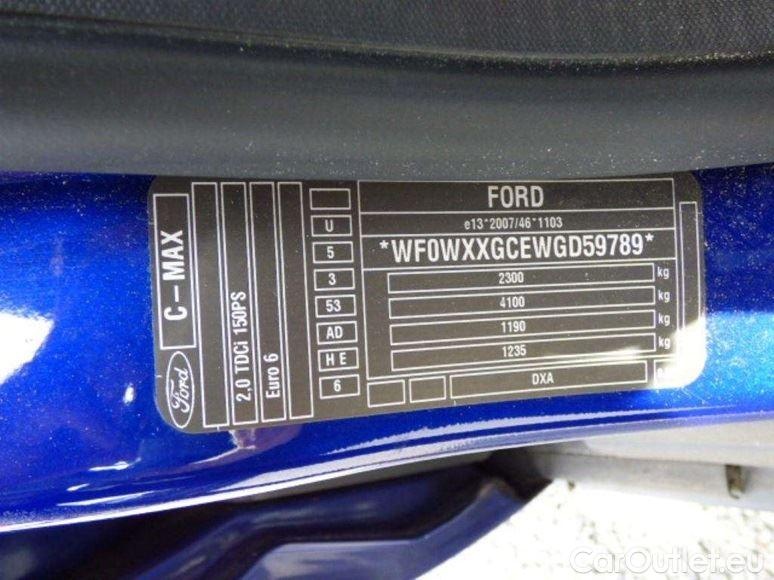 FORD
e13*2007/46*1103
*WF0WXXGCEWGD59789*
2300 kg
4100 kg
1190 kg
1235 kg
DXA
U
5
3
53
AD
H E
6
C-MAX
2,0 TDCi 150PS
Euro 6
Ford
CarOutlet.eu